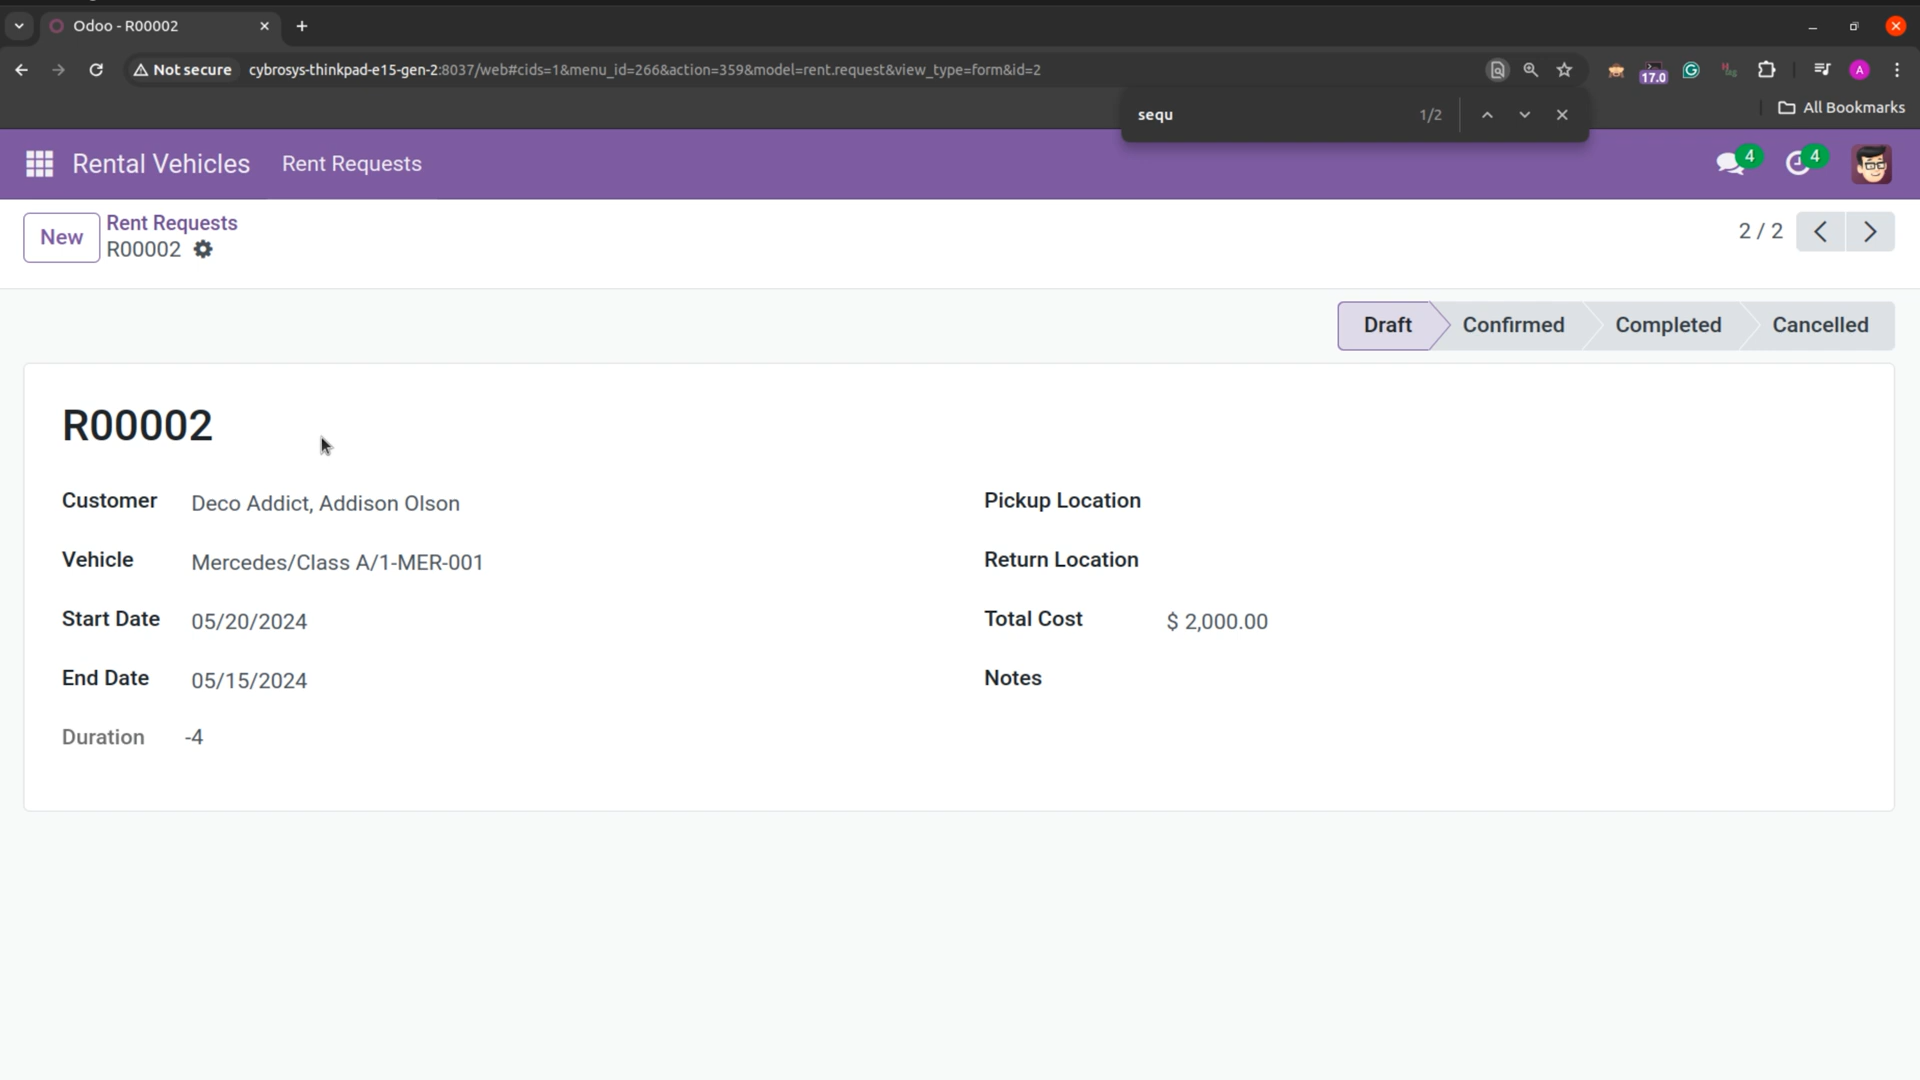 Odoo - R00002
Not secure
cybrosys-thinkpad-e15-gen-2:8037/web#cids=1&menu_id=266&action=359&model=rent.request&view_type=form&id=2
17.0
A
All Bookmarks
sequ
1/2
Rental Vehicles
Rent Requests
4
4
New
Rent Requests
R00002
2 / 2
Draft
Confirmed
Completed
Cancelled
R00002
Customer
Deco Addict, Addison Olson
Vehicle
Mercedes/Class A/1-MER-001
Start Date
05/20/2024
End Date
05/15/2024
Duration
-4
Pickup Location
Return Location
Total Cost
$ 2,000.00
Notes